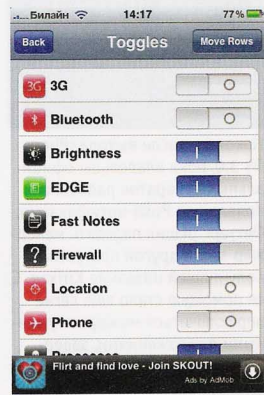 Билайн 14:17 77%
Back Toggles Move Rows
3G 3G
Bluetooth
Brightness
EDGE
Fast Notes
? Firewall
Location
Phone
Processes
Flirt and find love - Join SKOUT!
Ads by AdMob